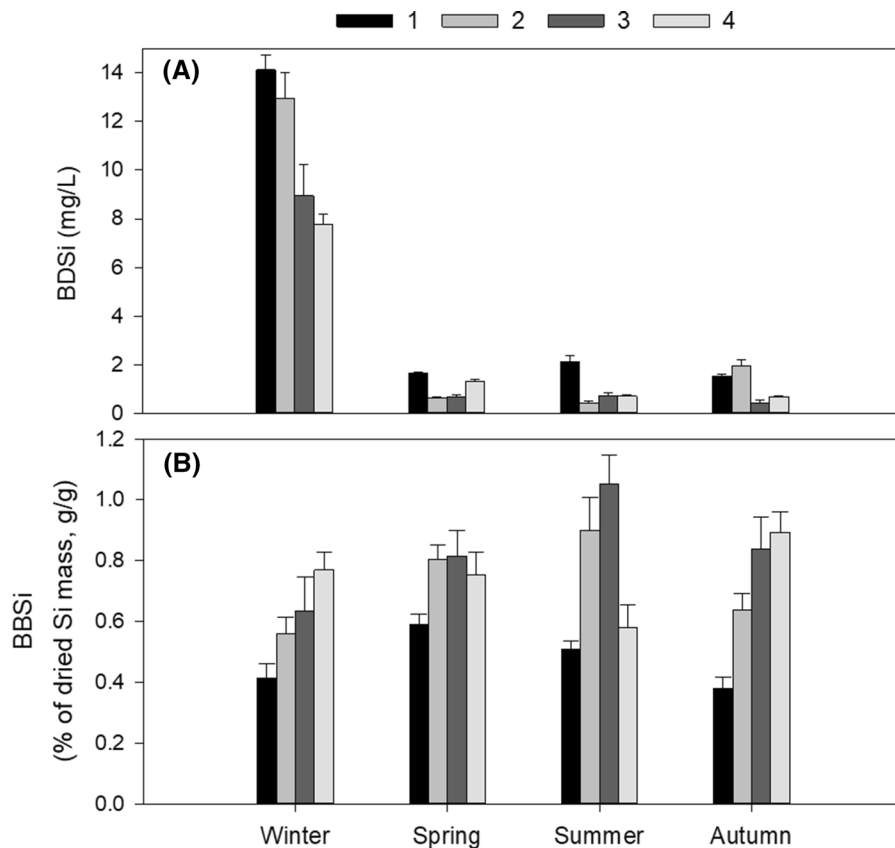 1 2 3 4
(A)
14
12
10
8
6
4
2
0
BDSi (mg/L)
(B)
1.2
1.0
0.8
0.6
0.4
0.2
0.0
BBSi
(% of dried Si mass, g/g)
Winter Spring Summer Autumn